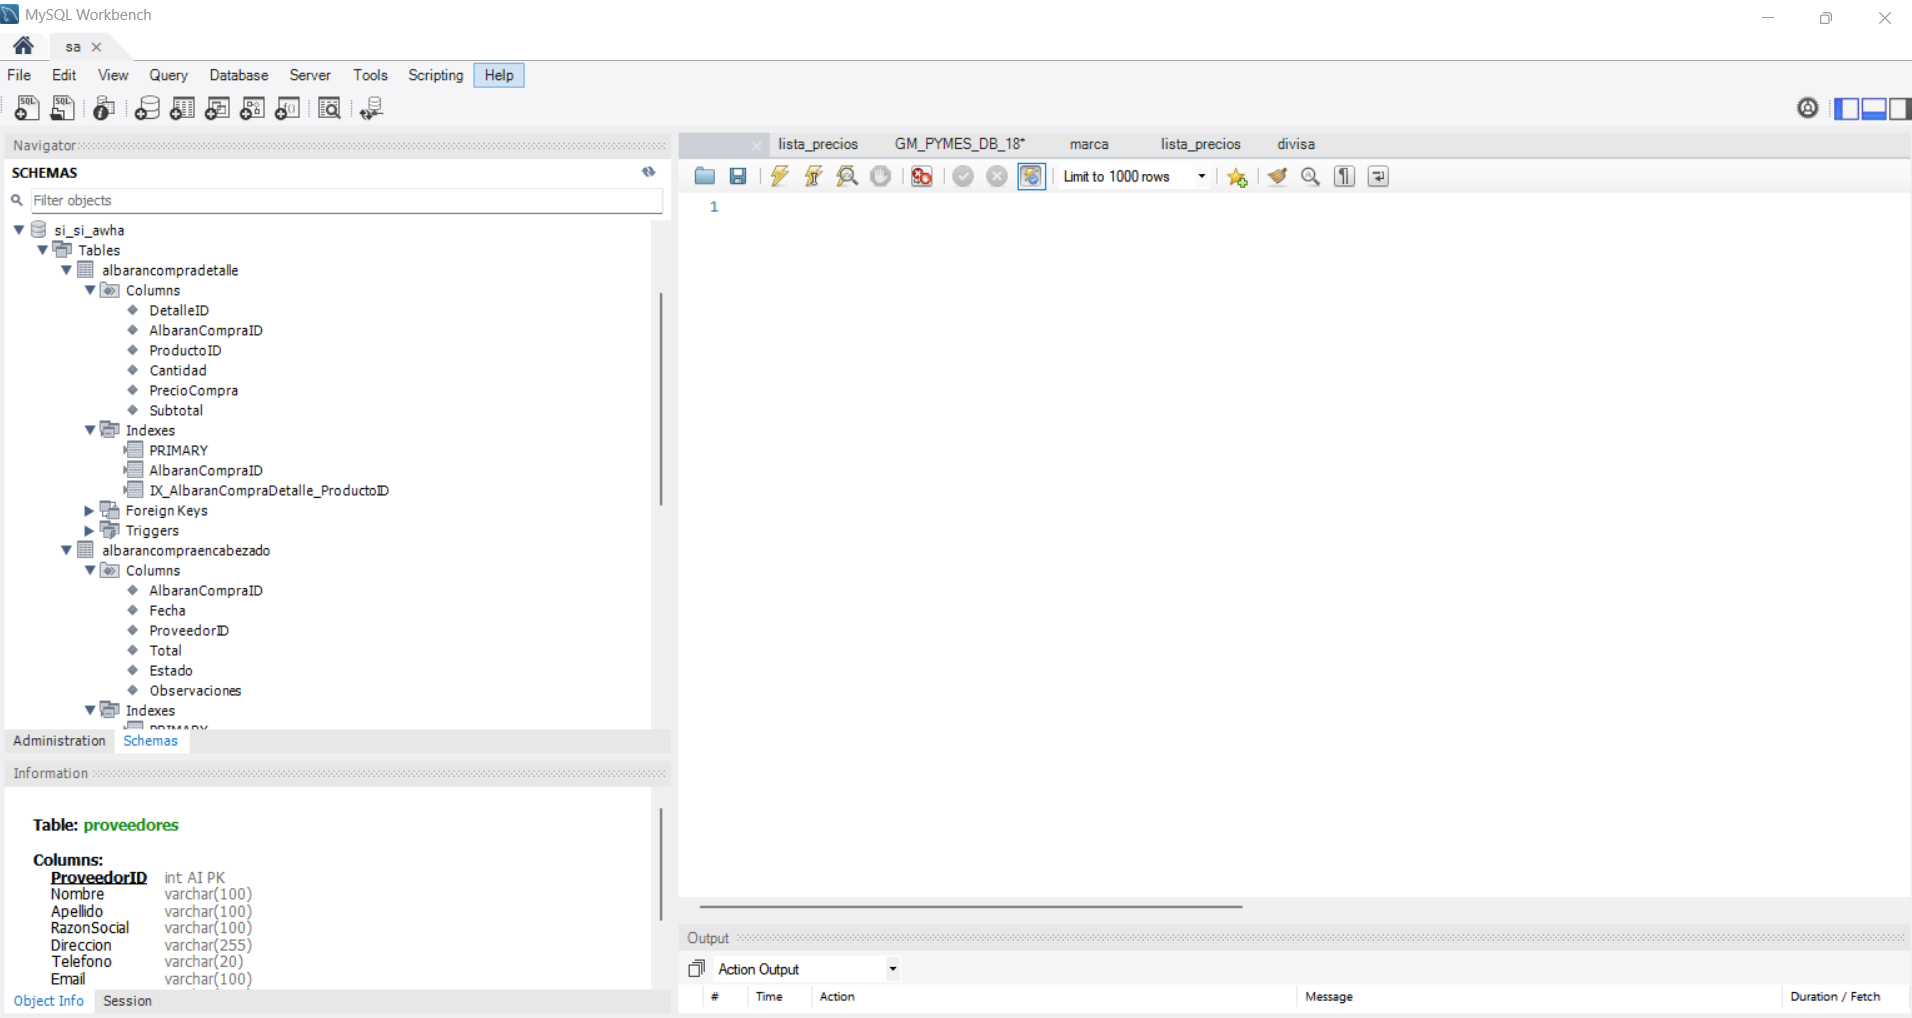 MySQL Workbench
sa
File Edit View Query Database Server Tools Scripting Help
Navigator
SCHEMAS
Filter objects
si_si_awha
Tables
albarancompradetalle
Columns
DetalleID
AlbaranCompraID
ProductoID
Cantidad
PrecioCompra
Subtotal
Indexes
PRIMARY
AlbaranCompraID
IX_AlbaranCompraDetalle_ProductoID
Foreign Keys
Triggers
albarancompraencabezado
Columns
AlbaranCompraID
Fecha
ProveedorID
Total
Estado
Observaciones
Indexes
PRIMARY
Administration Schemas
Information
Table: proveedores
Columns:
ProveedorID int AI PK
Nombre varchar(100)
Apellido varchar(100)
RazonSocial varchar(100)
Direccion varchar(255)
Telefono varchar(20)
Email varchar(100)
Object Info Session
lista_precios GM_PYMES_DB_18* marca lista_precios divisa
Limit to 1000 rows
1
Output
Action Output
# Time Action Message Duration / Fetch